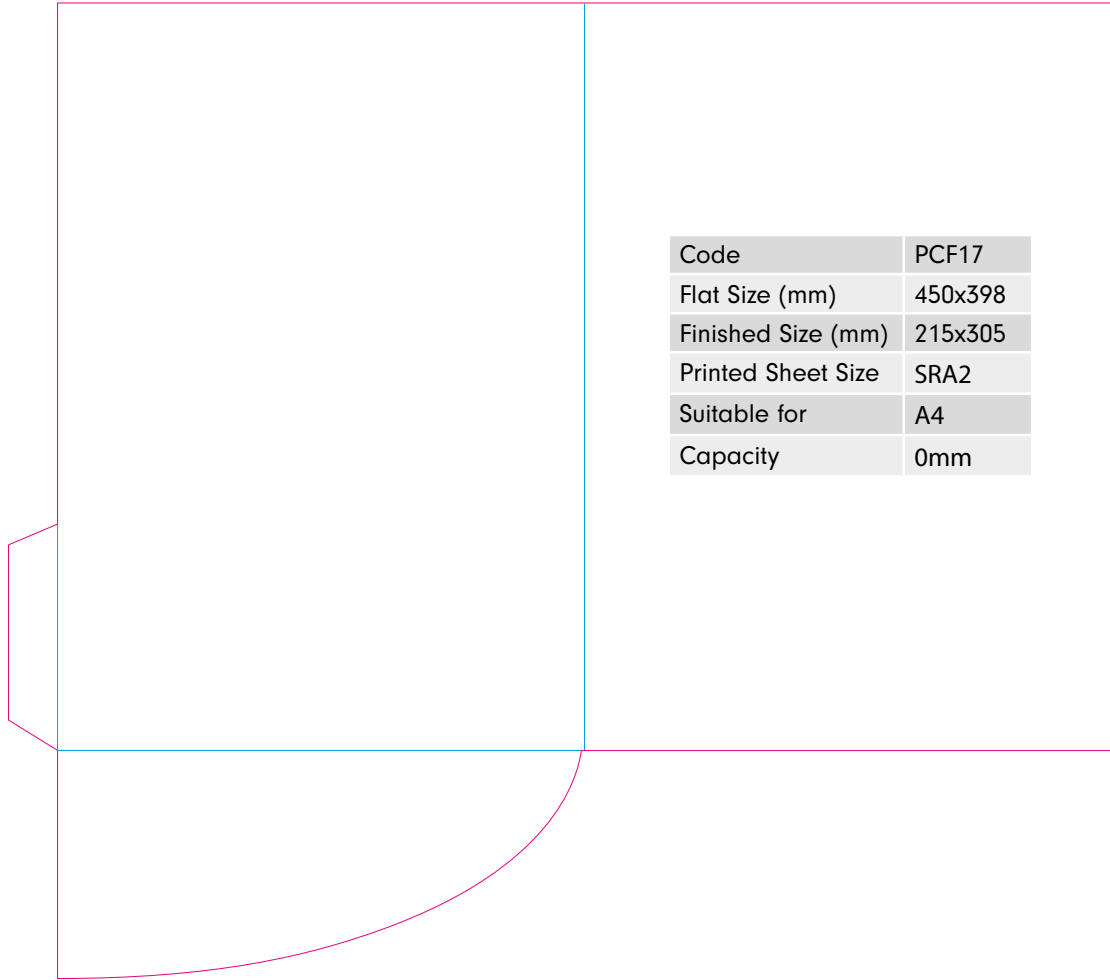 Code PCF17
Flat Size (mm) 450x398
Finished Size (mm) 215x305
Printed Sheet Size SRA2
Suitable for A4
Capacity 0mm